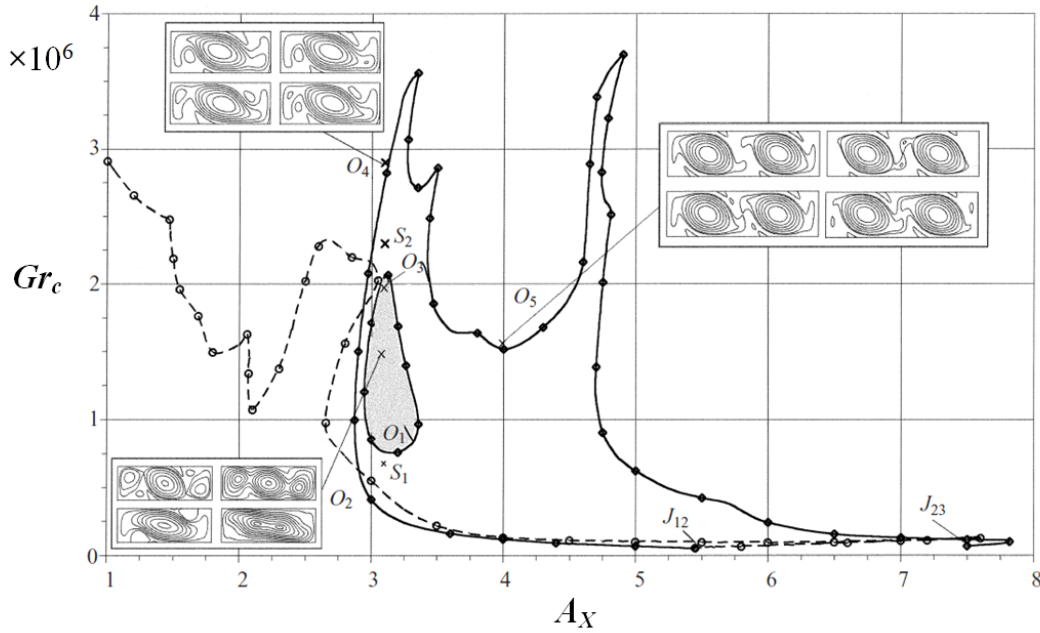 4
×10⁶
O₄
3
S₂
Gr_c
O₃
2
O₅
1
O₁
S₁
O₂
J₁₂
J₂₃
0
1 2 3 4 5 6 7 8
A_X